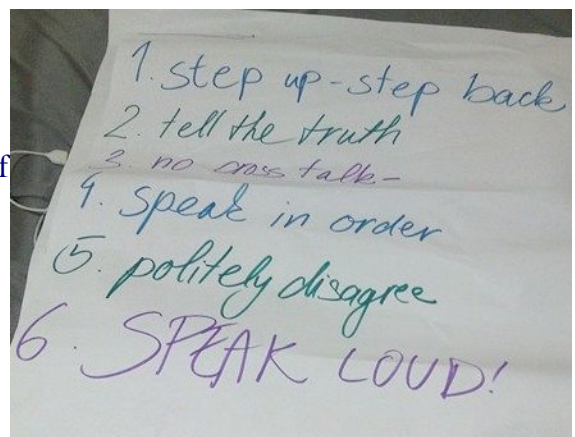 1. step up - step back
2. tell the truth
3. no cross talk -
4. speak in order
5. politely disagree
6. SPEAK LOUD!
f